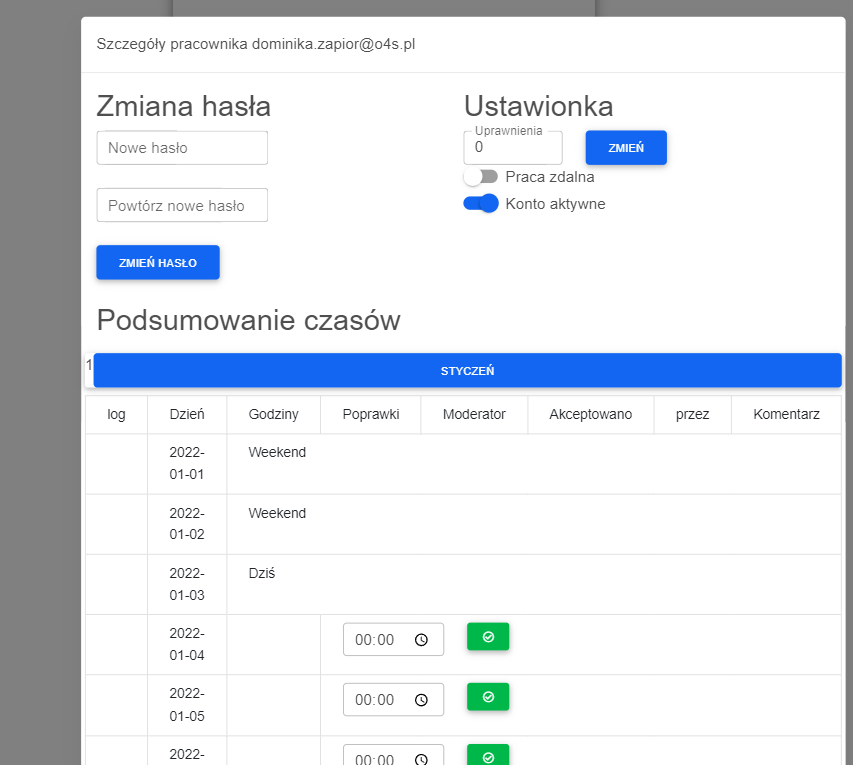 Szczegóły pracownika dominika.zapior@o4s.pl
Zmiana hasła
Ustawionka
Nowe hasło
Uprawnienia
0
ZMIEŃ
Praca zdalna
Powtórz nowe hasło
Konto aktywne
ZMIEŃ HASŁO
Podsumowanie czasów
1
STYCZEŃ
log Dzień Godziny Poprawki Moderator Akceptowano przez Komentarz
2022-
01-01
Weekend
2022-
01-02
Weekend
2022-
01-03
Dziś
2022-
01-04
00:00
2022-
01-05
00:00
2022-
00:00